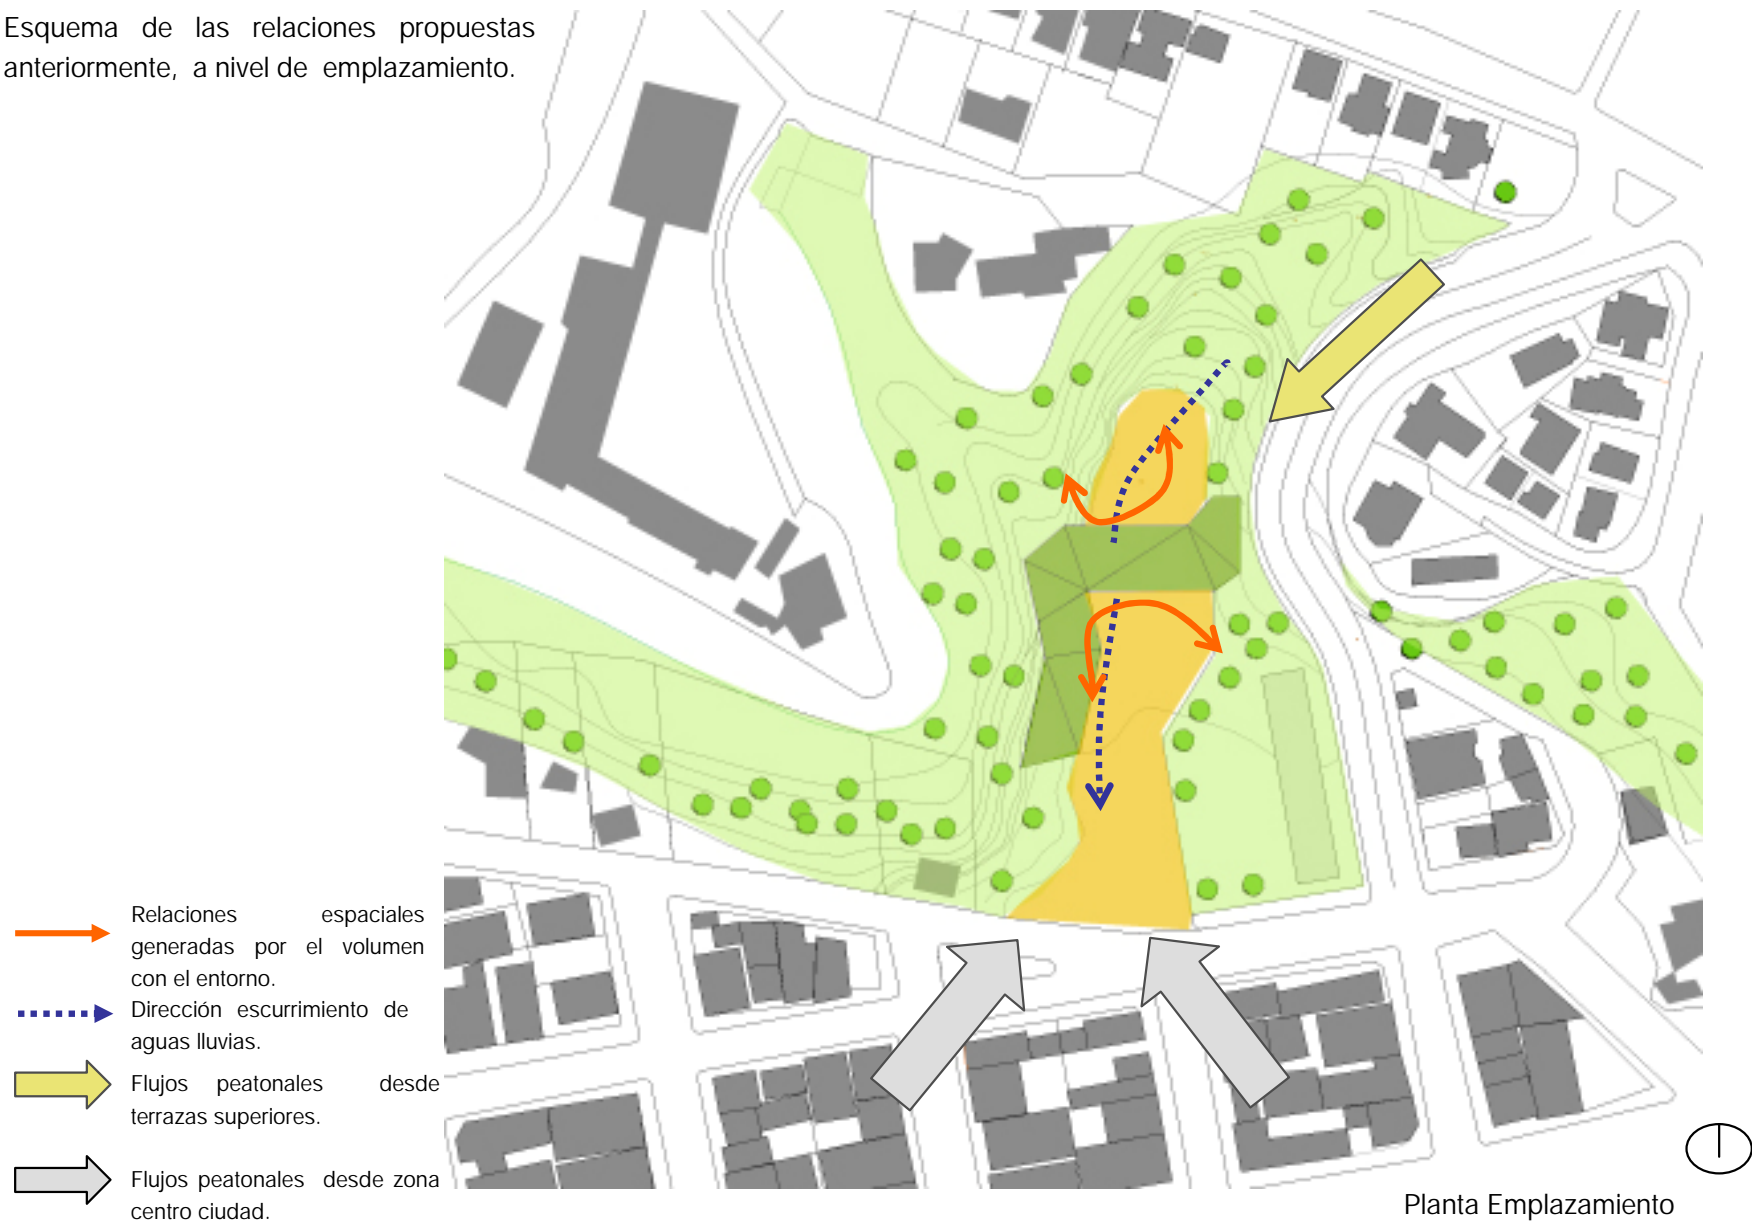 Esquema de las relaciones propuestas
anteriormente, a nivel de emplazamiento.
Relaciones espaciales
generadas por el volumen
con el entorno.
Dirección escurrimiento de
aguas lluvias.
Flujos peatonales desde
terrazas superiores.
Flujos peatonales desde zona
centro ciudad.
Planta Emplazamiento